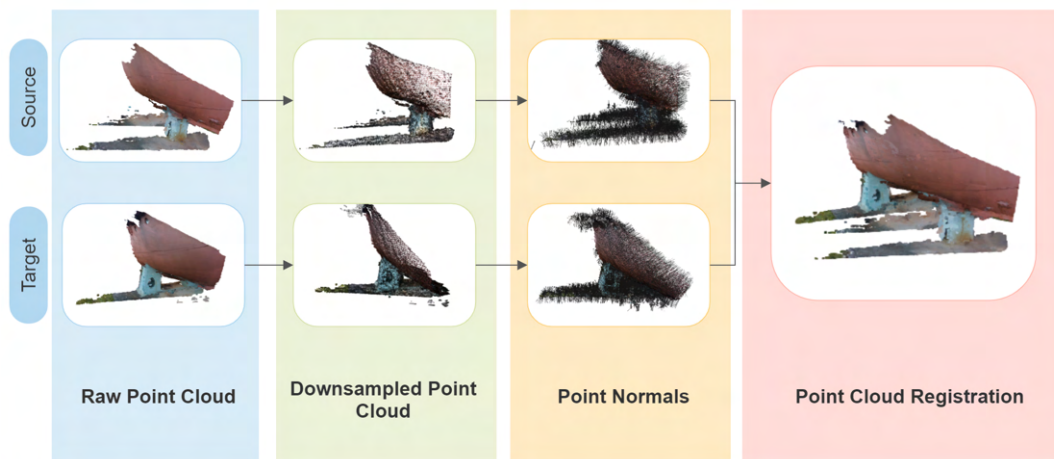 Source
Target
Raw Point Cloud
Downsampled Point
Cloud
Point Normals
Point Cloud Registration